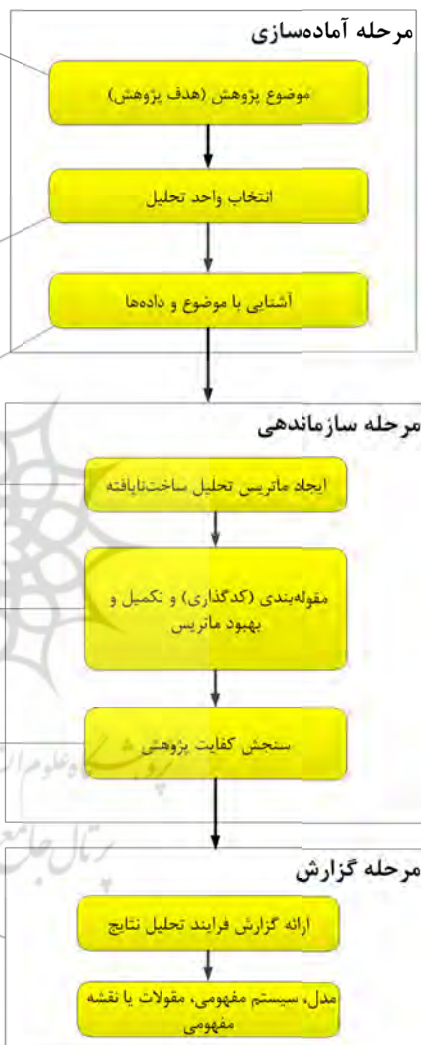 مرحله آماده‌سازی
موضوع پژوهش (هدف پژوهش)
انتخاب واحد تحلیل
آشنایی با موضوع و داده‌ها
مرحله سازماندهی
ایجاد ماتریس تحلیل ساخت‌نایافته
مقوله‌بندی (کدگذاری) و تکمیل و
بهبود ماتریس
سنجش کفایت پژوهش
مرحله گزارش
ارائه گزارش فرایند تحلیل نتایج
مدل، سیستم مفهومی، مقولات یا نقشه
مفهومی